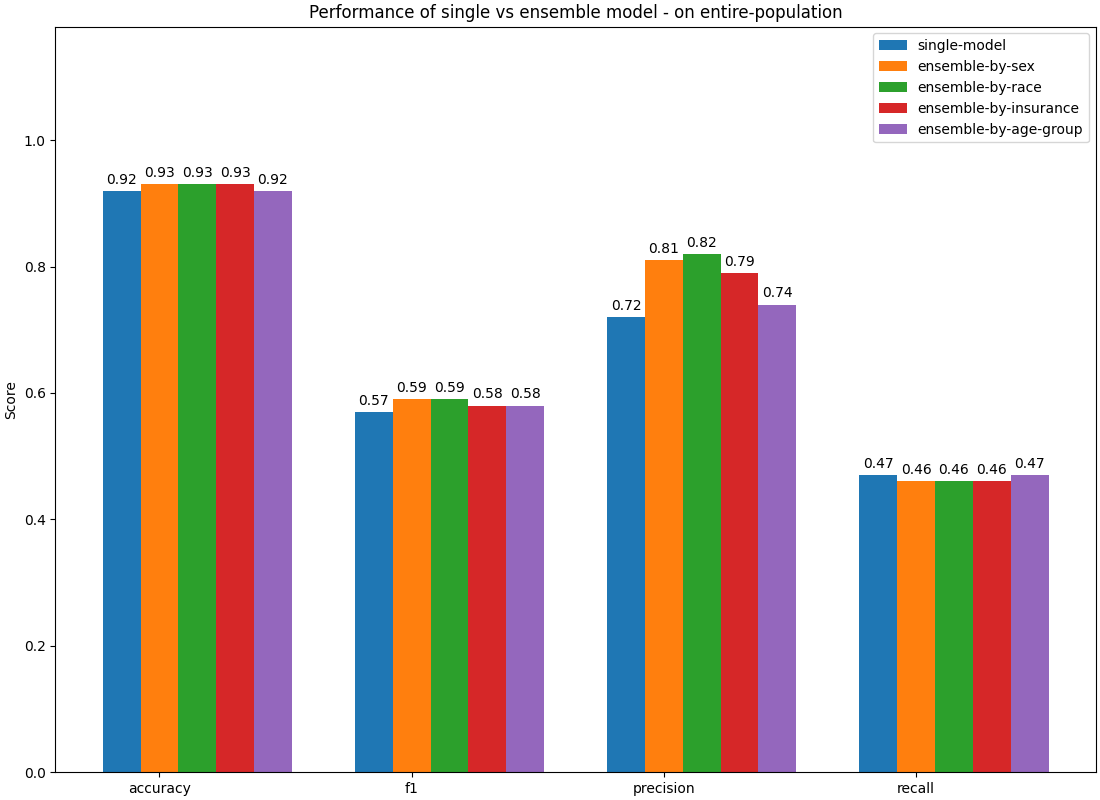 Performance of single vs ensemble model - on entire-population
single-model
ensemble-by-sex
ensemble-by-race
ensemble-by-insurance
ensemble-by-age-group
Score
1.0
0.8
0.6
0.4
0.2
0.0
0.92 0.93 0.93 0.93 0.92
0.57 0.59 0.59 0.58 0.58
0.72 0.81 0.82 0.79 0.74
0.47 0.46 0.46 0.46 0.47
accuracy f1 precision recall